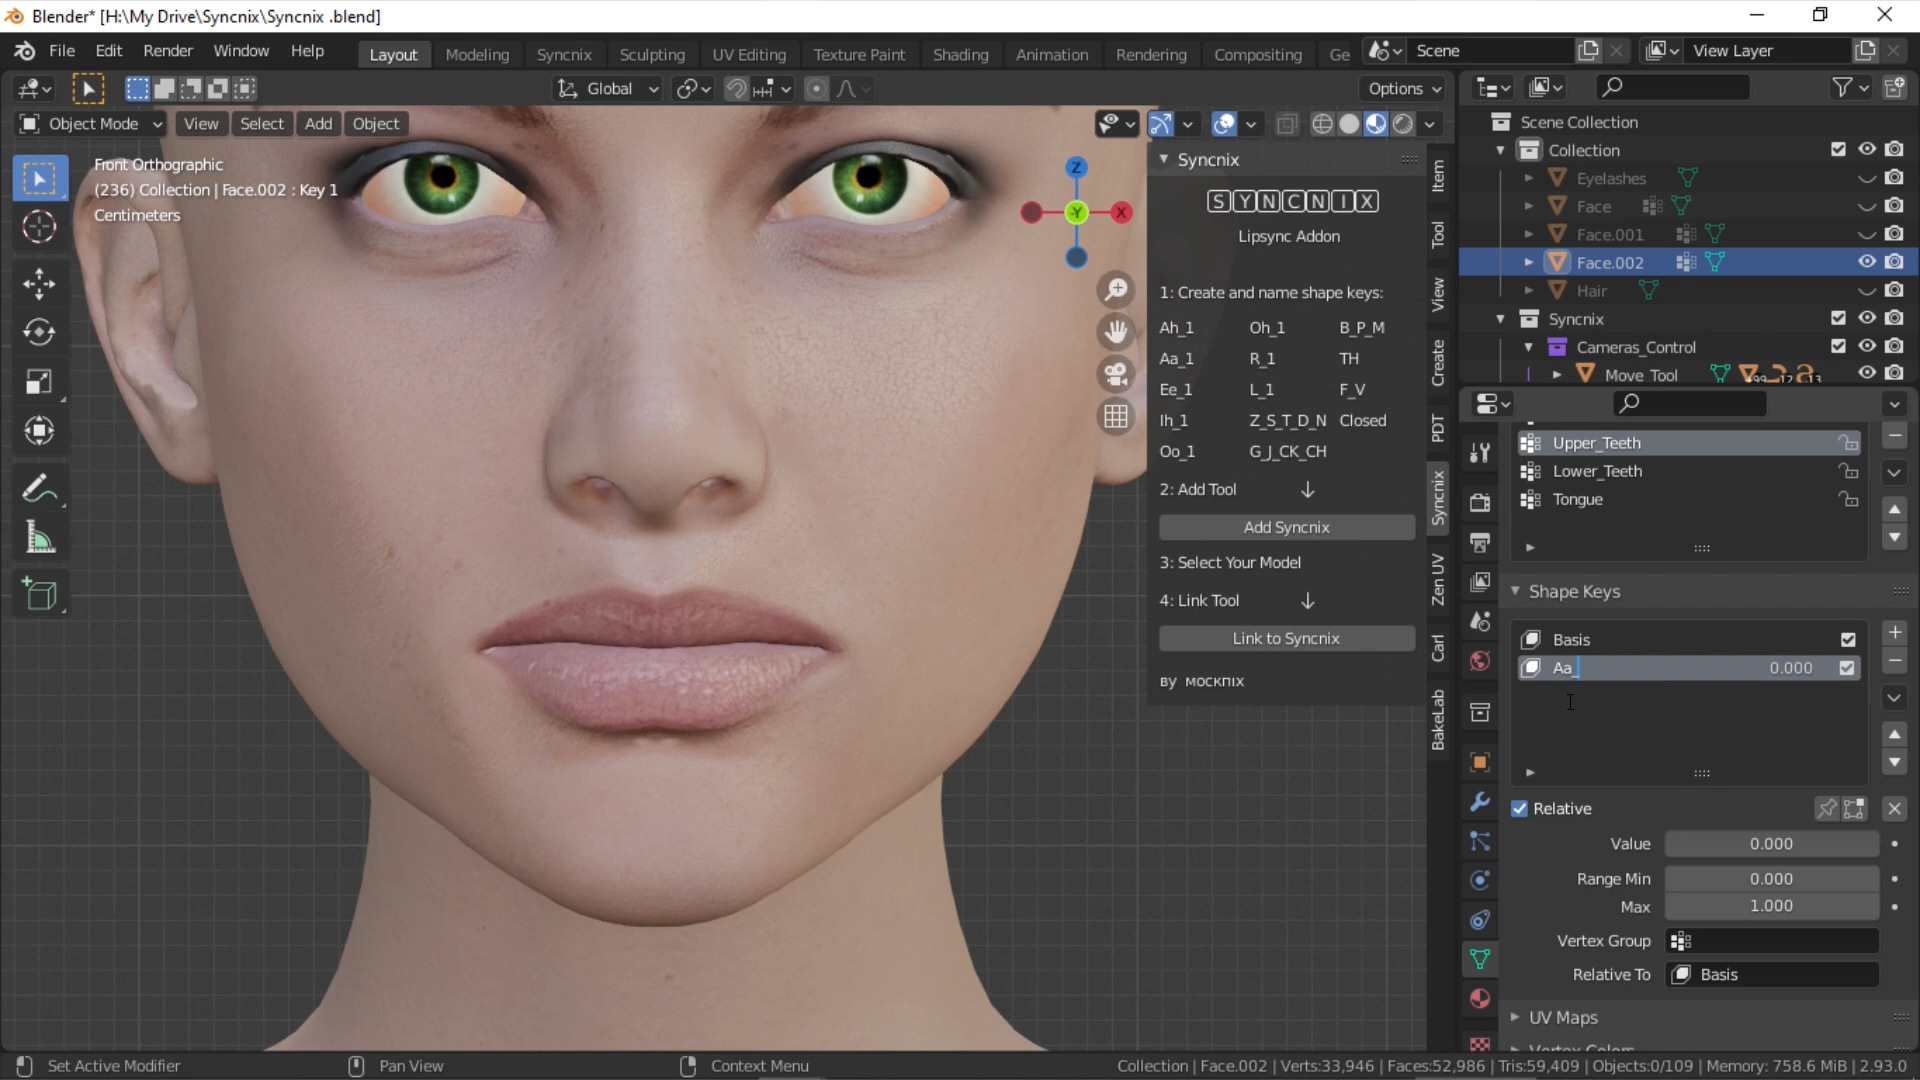 Blender* [H:\My Drive\Syncnix\Syncnix .blend]
File Edit Render Window Help Layout Modeling Syncnix Sculpting UV Editing Texture Paint Shading Animation Rendering Compositing Ge Scene View Layer
Global Options
Object Mode View Select Add Object
Front Orthographic
(236) Collection | Face.002 : Key 1
Centimeters
Z
-Y
X
Syncnix
SYNCNIX
Lipsync Addon
1: Create and name shape keys:
Ah_1 Oh_1 B_P_M
Aa_1 R_1 TH
Ee_1 L_1 F_V
Ih_1 Z_S_T_D_N Closed
Oo_1 G_J_CK_CH
2: Add Tool ↓
Add Syncnix
3: Select Your Model
4: Link Tool ↓
Link to Syncnix
BY MOCKNIX
Item
Tool
View
Create
PDT
Syncnix
Zen UV
Carl
BakeLab
Scene Collection
Collection
Eyelashes
Face
Face.001
Face.002
Hair
Syncnix
Cameras_Control
Move_Tool
Upper_Teeth
Lower_Teeth
Tongue
Shape Keys
Basis
Aa_ 0.000
Relative
Value 0.000
Range Min 0.000
Max 1.000
Vertex Group
Relative To Basis
UV Maps
Vertex Colors
Set Active Modifier Pan View Context Menu Collection | Face.002 | Verts:33,946 | Faces:52,986 | Tris:59,409 | Objects:0/109 | Memory: 758.6 MiB | 2.93.0